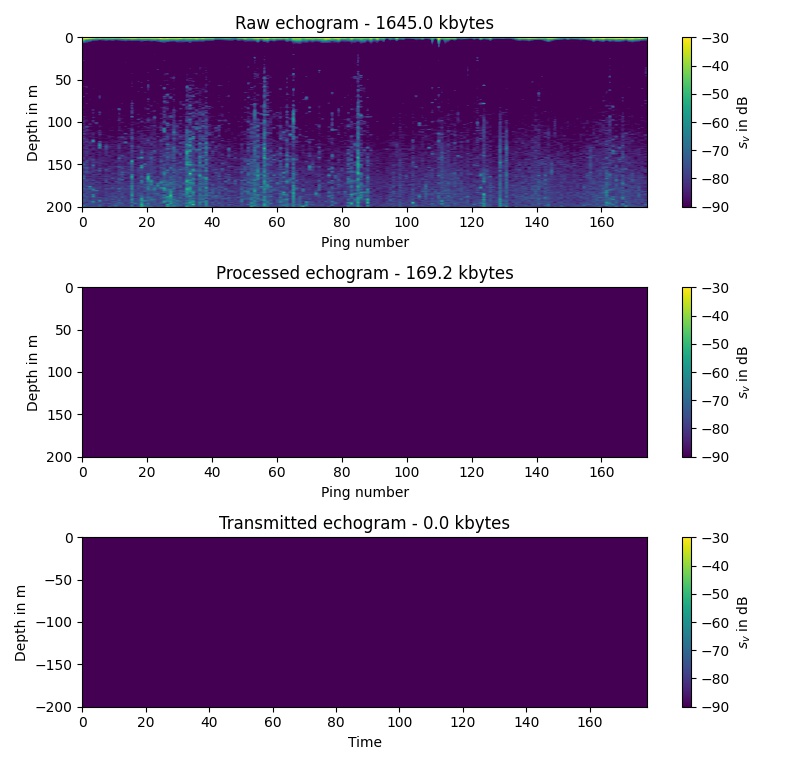 Raw echogram - 1645.0 kbytes
0
50
100
150
200
Depth in m
0 20 40 60 80 100 120 140 160
Ping number
−30
−40
−50
−60
−70
−80
−90
sᵥ in dB
Processed echogram - 169.2 kbytes
0
50
100
150
200
Depth in m
0 20 40 60 80 100 120 140 160
Ping number
−30
−40
−50
−60
−70
−80
−90
sᵥ in dB
Transmitted echogram - 0.0 kbytes
0
−50
−100
−150
−200
Depth in m
0 20 40 60 80 100 120 140 160
Time
−30
−40
−50
−60
−70
−80
−90
sᵥ in dB